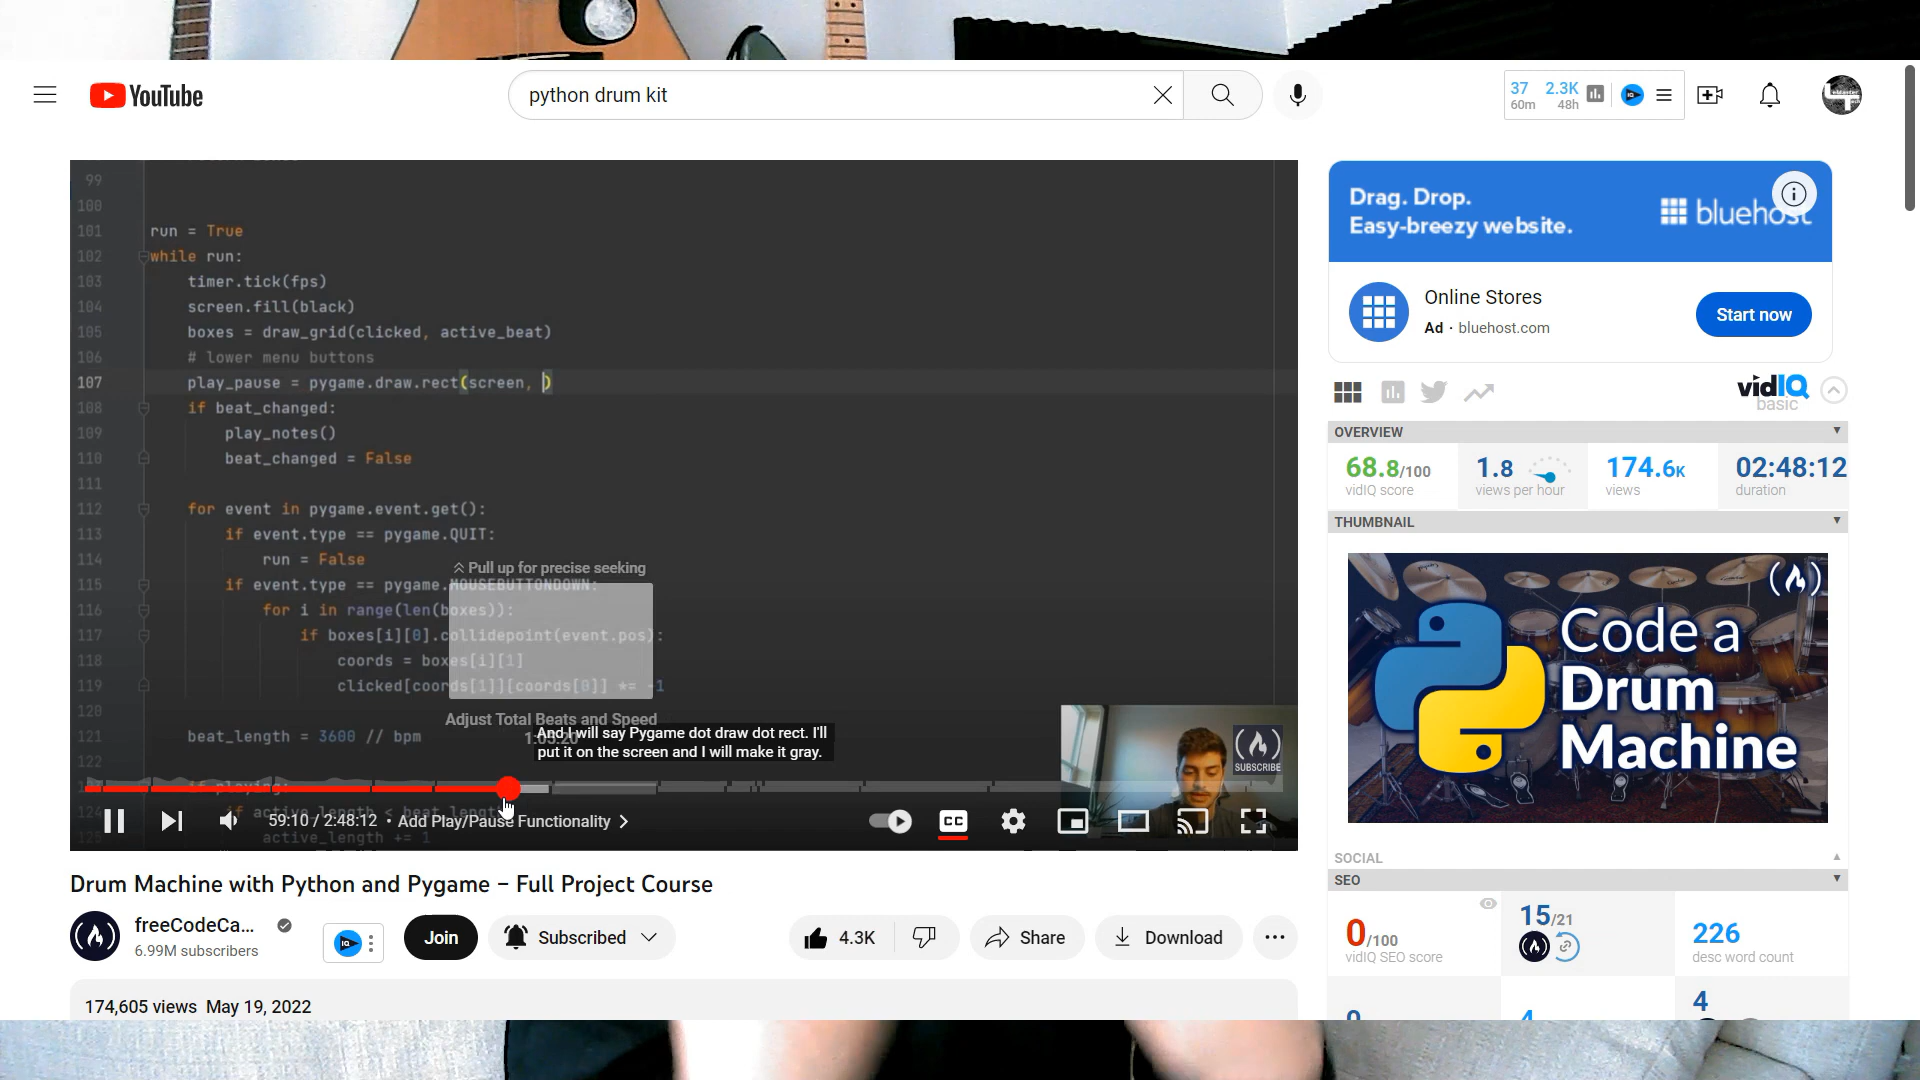 YouTube
python drum kit
37
60m
2.3K
48h
99
100
101 run = True
102 while run:
103 timer.tick(fps)
104 screen.fill(black)
105 boxes = draw_grid(clicked, active_beat)
106 # lower menu buttons
107 play_pause = pygame.draw.rect(screen, )
108 if beat_changed:
109 play_notes()
110 beat_changed = False
111
112 for event in pygame.event.get():
113 if event.type == pygame.QUIT:
114 run = False
115 if event.type == pygame.MOUSEBUTTONDOWN:
116 for i in range(len(boxes)):
117 if boxes[i][0].collidepoint(event.pos):
118 coords = boxes[i][1]
119 clicked[coords[1]][coords[0]] *= -1
120
121 beat_length = 3600 // bpm
122
if playing:
124 if active_length < beat_length
active_length += 1
Pull up for precise seeking
Adjust Total Beats and Speed
And I will say Pygame dot draw dot rect. I'll
put it on the screen and I will make it gray.
SUBSCRIBE
59:10 / 2:48:12 • Add Play/Pause Functionality
CC
Drum Machine with Python and Pygame – Full Project Course
freeCodeCa...
6.99M subscribers
Join
Subscribed
4.3K
Share
Download
174,605 views May 19, 2022
Drag. Drop.
Easy-breezy website.
bluehost
Online Stores
Ad · bluehost.com
Start now
vidIQ
basic
OVERVIEW
68.8/100
vidIQ score
1.8
views per hour
174.6K
views
02:48:12
duration
THUMBNAIL
Code a
Drum
Machine
SOCIAL
SEO
0/100
vidIQ SEO score
15/21
226
desc word count
4